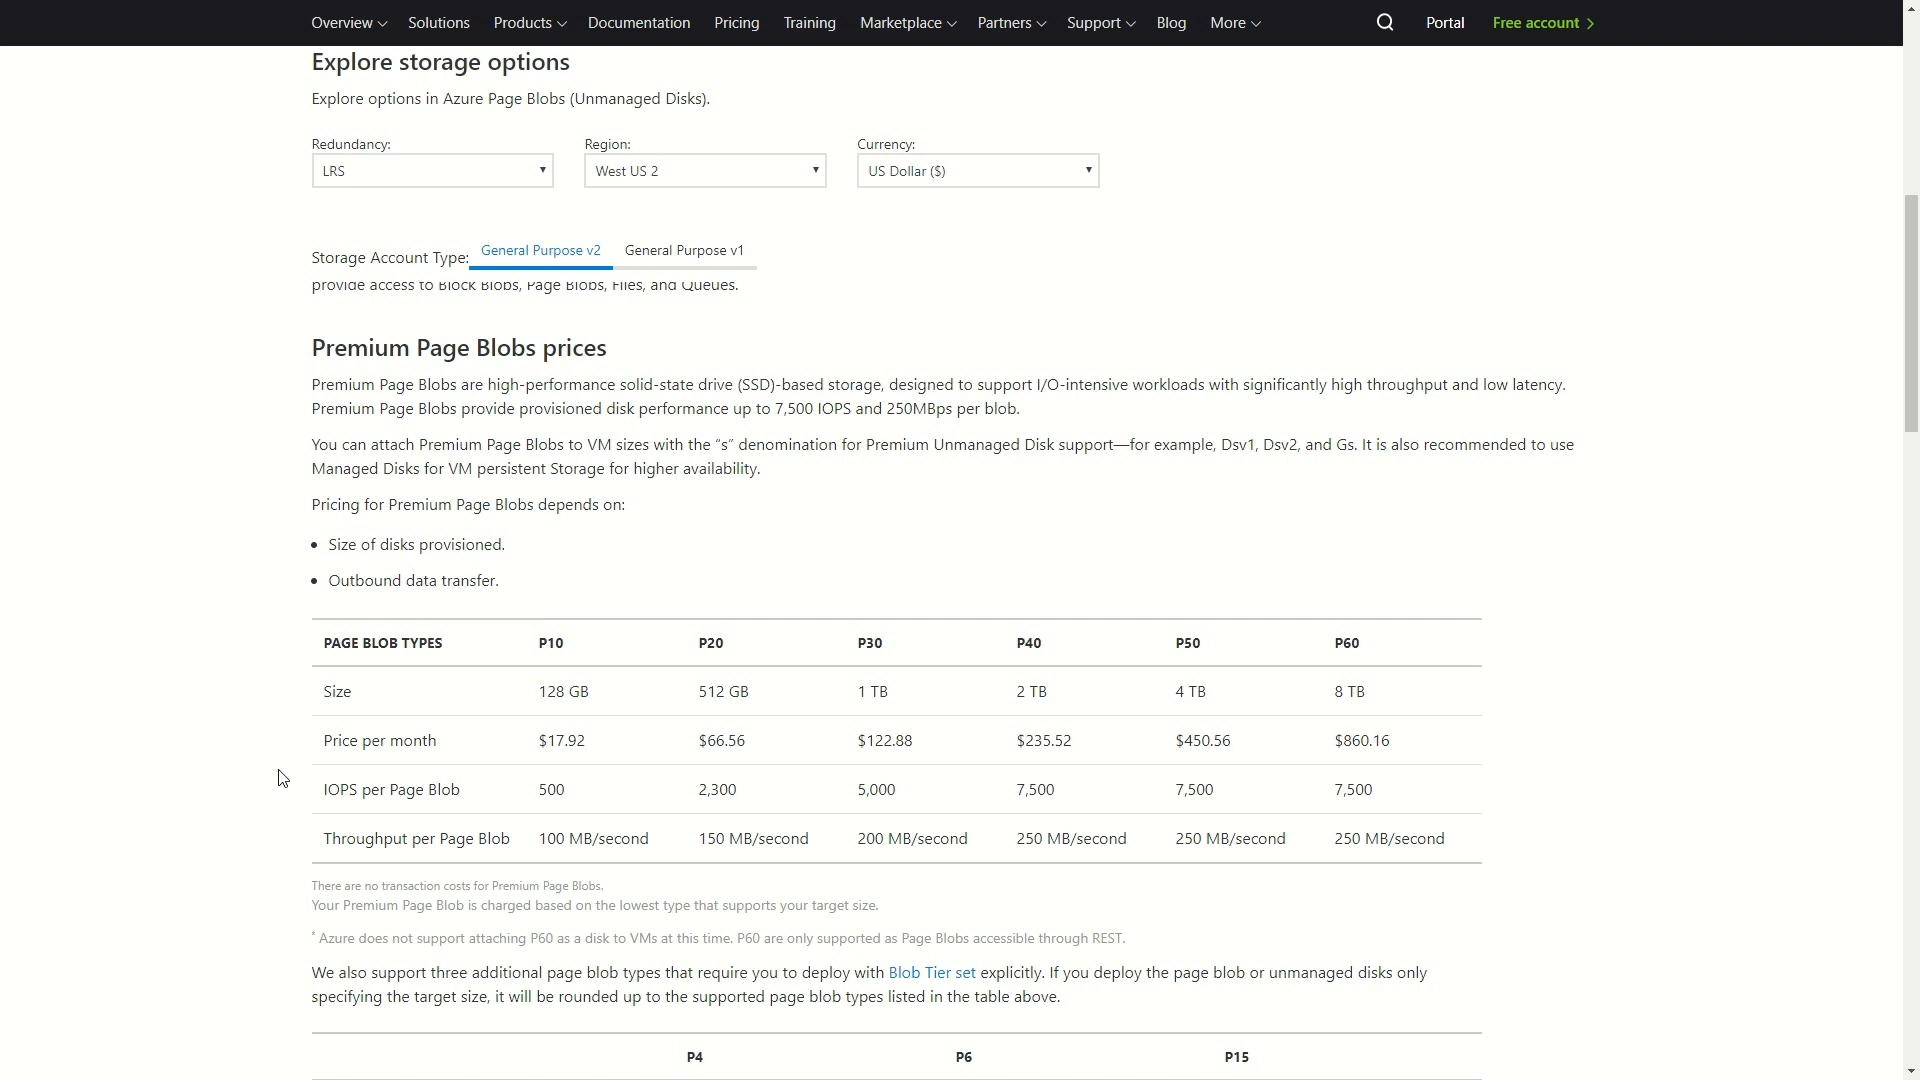 Overview Solutions Products Documentation Pricing Training Marketplace Partners Support Blog More Portal Free account
Explore storage options
Explore options in Azure Page Blobs (Unmanaged Disks).
Redundancy: Region: Currency:
LRS West US 2 US Dollar ($)
Storage Account Type: General Purpose v2 General Purpose v1
provide access to Block Blobs, Page Blobs, Files, and Queues.
Premium Page Blobs prices
Premium Page Blobs are high-performance solid-state drive (SSD)-based storage, designed to support I/O-intensive workloads with significantly high throughput and low latency.
Premium Page Blobs provide provisioned disk performance up to 7,500 IOPS and 250MBps per blob.
You can attach Premium Page Blobs to VM sizes with the “s” denomination for Premium Unmanaged Disk support—for example, Dsv1, Dsv2, and Gs. It is also recommended to use
Managed Disks for VM persistent Storage for higher availability.
Pricing for Premium Page Blobs depends on:
• Size of disks provisioned.
• Outbound data transfer.
PAGE BLOB TYPES P10 P20 P30 P40 P50 P60
Size 128 GB 512 GB 1 TB 2 TB 4 TB 8 TB
Price per month $17.92 $66.56 $122.88 $235.52 $450.56 $860.16
IOPS per Page Blob 500 2,300 5,000 7,500 7,500 7,500
Throughput per Page Blob 100 MB/second 150 MB/second 200 MB/second 250 MB/second 250 MB/second 250 MB/second
There are no transaction costs for Premium Page Blobs.
Your Premium Page Blob is charged based on the lowest type that supports your target size.
* Azure does not support attaching P60 as a disk to VMs at this time. P60 are only supported as Page Blobs accessible through REST.
We also support three additional page blob types that require you to deploy with Blob Tier set explicitly. If you deploy the page blob or unmanaged disks only
specifying the target size, it will be rounded up to the supported page blob types listed in the table above.
P4 P6 P15